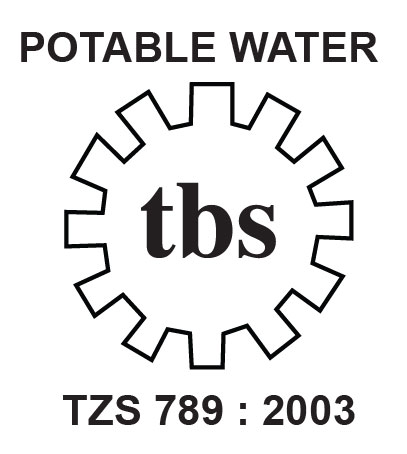 POTABLE WATER
tbs
TZS 789 : 2003